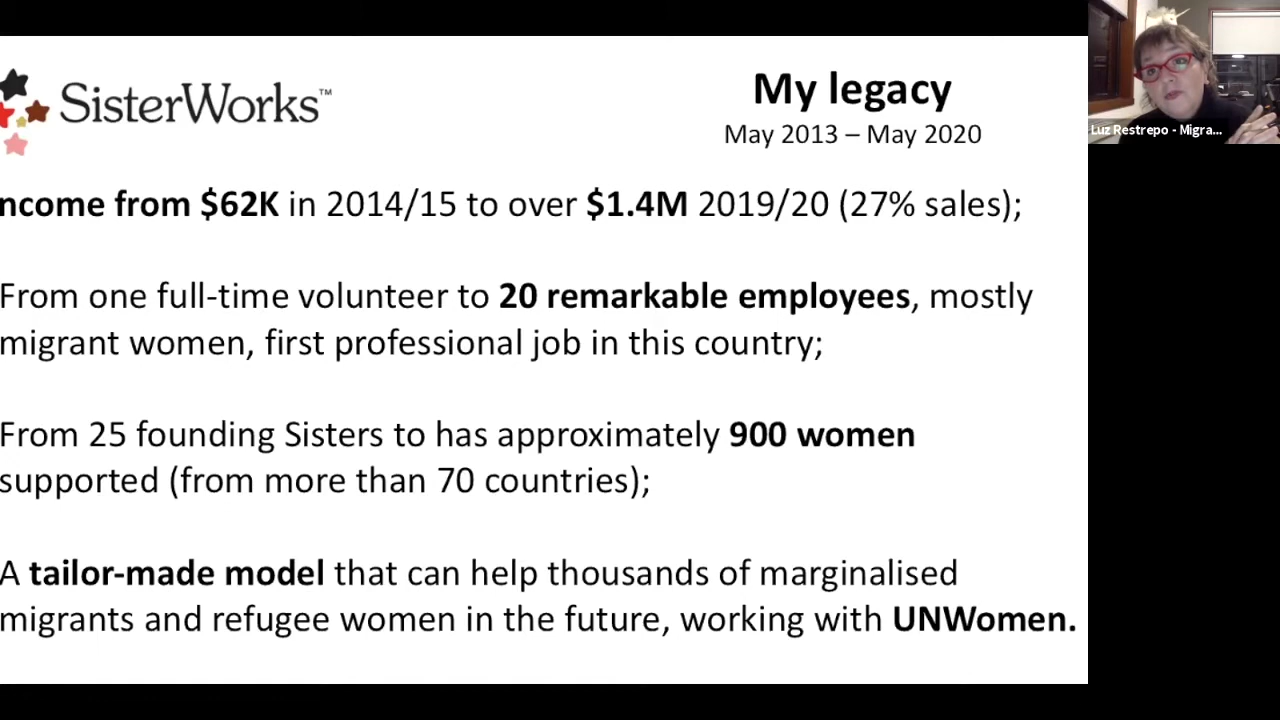 SisterWorks™
My legacy
May 2013 – May 2020
ncome from $62K in 2014/15 to over $1.4M 2019/20 (27% sales);
From one full-time volunteer to 20 remarkable employees, mostly
migrant women, first professional job in this country;
From 25 founding Sisters to has approximately 900 women
supported (from more than 70 countries);
A tailor-made model that can help thousands of marginalised
migrants and refugee women in the future, working with UNWomen.
Luz Restrepo - Migra...